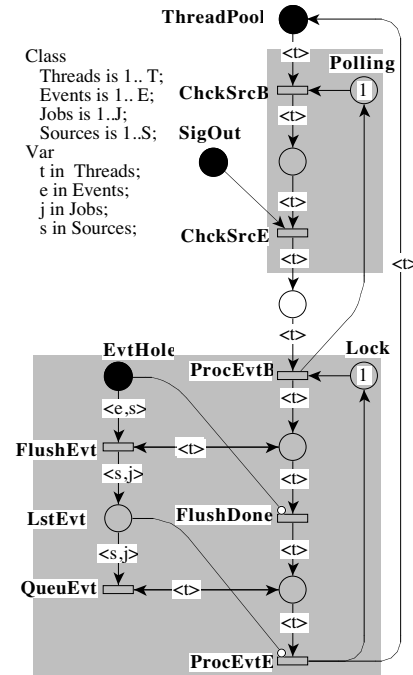 ThreadPool
<t>
Class
Threads is 1.. T;
Events is 1.. E;
Jobs is 1..J;
Sources is 1..S;
Var
t in Threads;
e in Events;
j in Jobs;
s in Sources;
Polling
1
ChckSrcB
<t>
SigOut
<t>
ChckSrcE
<t>
<t>
<t>
EvtHole
ProcEvtB
Lock
1
<e,s>
<t>
FlushEvt
<t>
<s,j>
<t>
LstEvt
FlushDone
<s,j>
<t>
QueuEvt
<t>
<t>
ProcEvtE